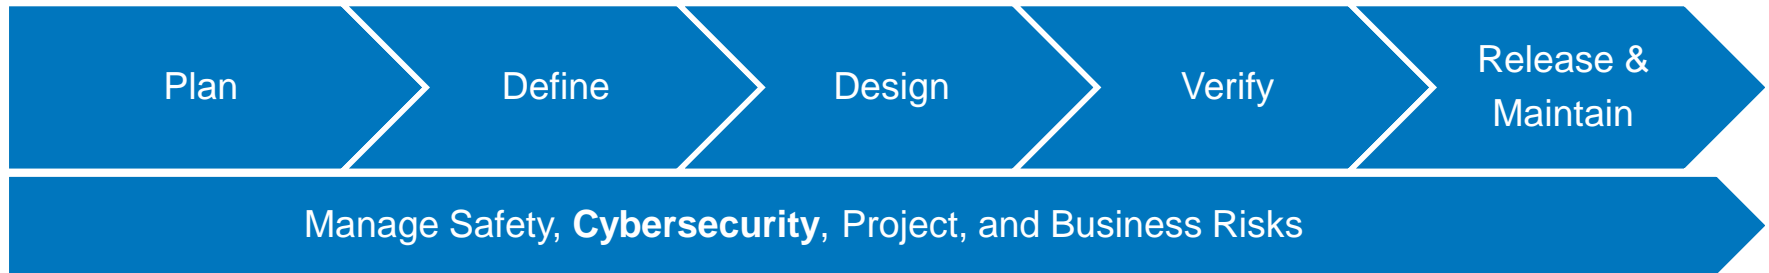 Plan
Define
Design
Verify
Release &
Maintain
Manage Safety, Cybersecurity, Project, and Business Risks